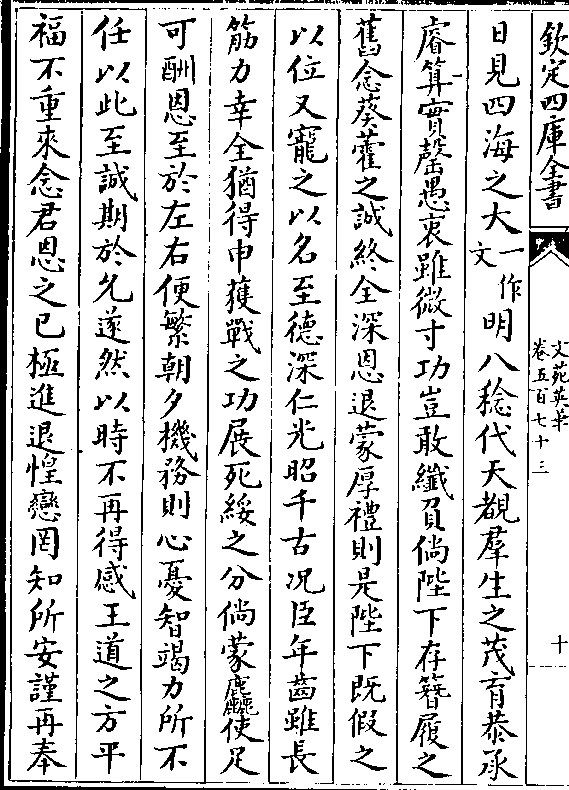 欽定四庫全書
文苑英華
卷五百七十三
十
日見四海之大一作文明八稔代天覩羣生之茂育恭承
睿算實罄愚衷雖微寸功豈敢纖負倘陛下存簮履之
舊念葵藿之誠終全深恩退蒙厚禮則是陛下既假之
以位又寵之以名至德深仁光昭千古况臣年齒雖長
筋力幸全猶得申蒦戰之功展死綏之分倘蒙麤使足
可酬恩至於左右便繁朝夕機務則心憂智竭力所不
任以此至誠期於允遂然以時不再得感王道之方平
福不重來念君恩之已極進退惶戀罔知所安謹再奉